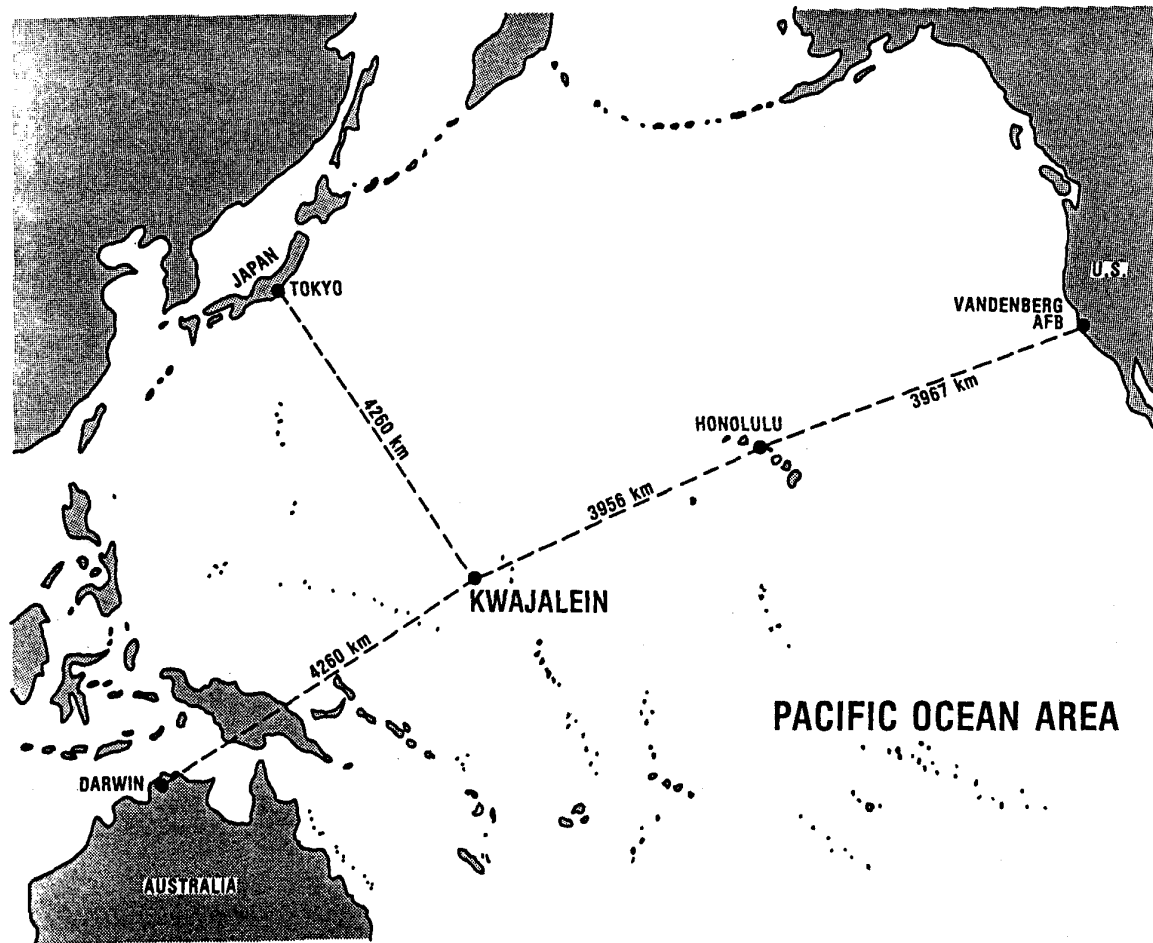 U.S.
JAPAN
TOKYO
VANDENBERG
AFB
3967 km
4260 km
HONOLULU
3956 km
KWAJALEIN
4260 km
PACIFIC OCEAN AREA
DARWIN
AUSTRALIA